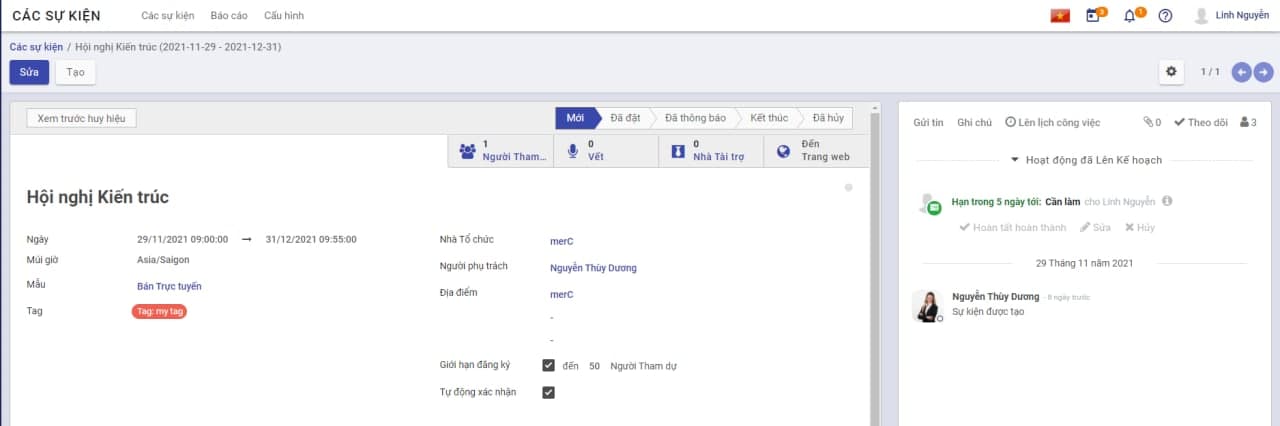 CÁC SỰ KIỆN Các sự kiện Báo cáo Cấu hình 3 1 Linh Nguyễn
Các sự kiện / Hội nghị Kiến trúc (2021-11-29 - 2021-12-31)
Sửa Tạo 1 / 1
Xem trước huy hiệu Mới Đã đặt Đã thông báo Kết thúc Đã hủy
1 Người Tham...
0 Vết
0 Nhà Tài trợ
Đến Trang web
Hội nghị Kiến trúc
Ngày 29/11/2021 09:00:00 → 31/12/2021 09:55:00
Múi giờ Asia/Saigon
Mẫu Bán Trực tuyến
Tag Tag: my tag
Nhà Tổ chức merC
Người phụ trách Nguyễn Thùy Dương
Địa điểm merC
-
-
Giới hạn đăng ký đến 50 Người Tham dự
Tự động xác nhận
Gửi tin Ghi chú Lên lịch công việc 0 Theo dõi 3
Hoạt động đã Lên Kế hoạch
Hạn trong 5 ngày tới: Cần làm cho Linh Nguyễn
Hoàn tất hoàn thành Sửa Hủy
29 Tháng 11 năm 2021
Nguyễn Thùy Dương - 8 ngày trước
Sự kiện được tạo